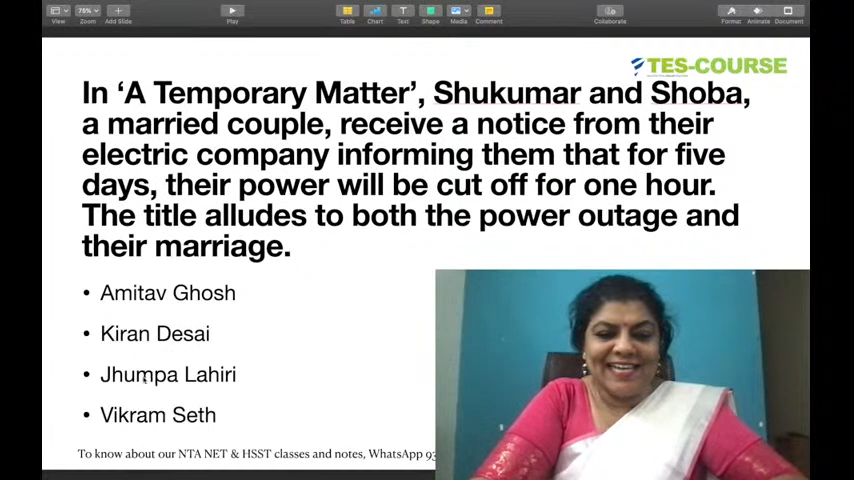 View
Zoom
Add Slide
Play
Table
Chart
Text
Shape
Media
Comment
Collaborate
Format
Animate
Document
75%
TES-COURSE
In ‘A Temporary Matter’, Shukumar and Shoba,
a married couple, receive a notice from their
electric company informing them that for five
days, their power will be cut off for one hour.
The title alludes to both the power outage and
their marriage.
• Amitav Ghosh
• Kiran Desai
• Jhumpa Lahiri
• Vikram Seth
To know about our NTA NET & HSST classes and notes, WhatsApp 93